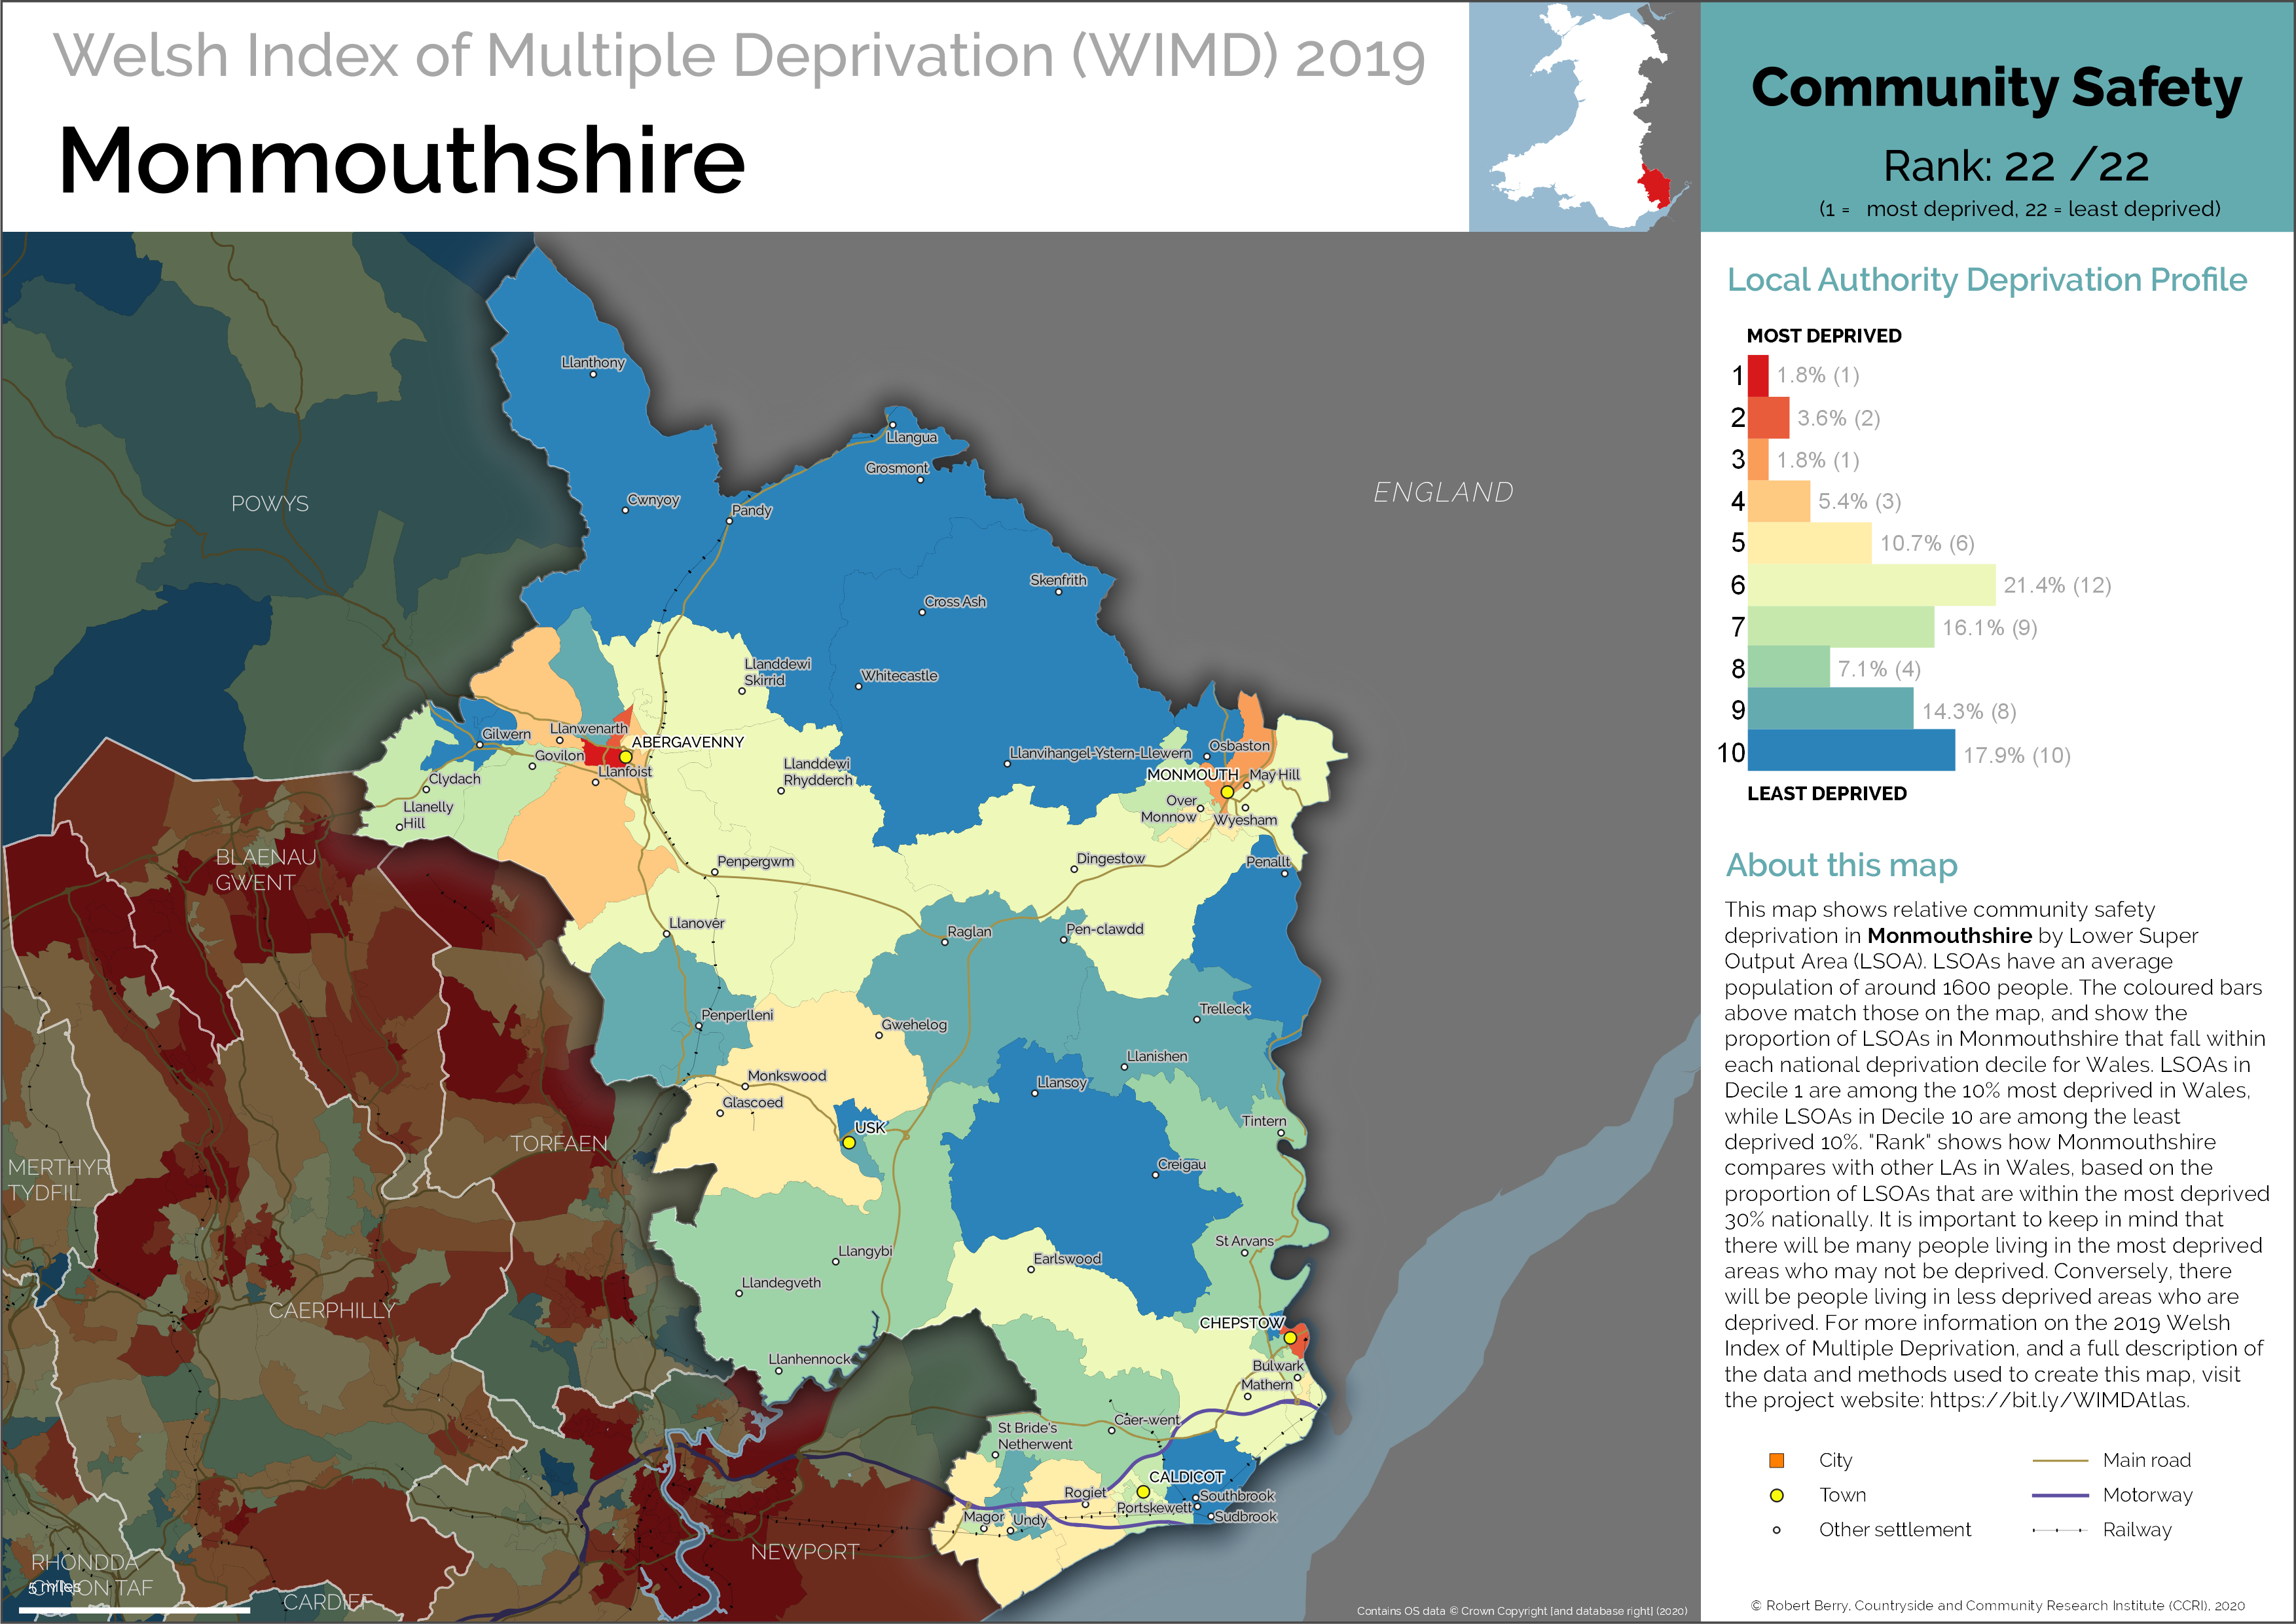 Welsh Index of Multiple Deprivation (WIMD) 2019
Monmouthshire
Community Safety
Rank: 22 /22
(1 = most deprived, 22 = least deprived)
Local Authority Deprivation Profile
MOST DEPRIVED
1 1.8% (1)
2 3.6% (2)
3 1.8% (1)
4 5.4% (3)
5 10.7% (6)
6 21.4% (12)
7 16.1% (9)
8 7.1% (4)
9 14.3% (8)
10 17.9% (10)
LEAST DEPRIVED
About this map
This map shows relative community safety
deprivation in Monmouthshire by Lower Super
Output Area (LSOA). LSOAs have an average
population of around 1600 people. The coloured bars
above match those on the map, and show the
proportion of LSOAs in Monmouthshire that fall within
each national deprivation decile for Wales. LSOAs in
Decile 1 are among the 10% most deprived in Wales,
while LSOAs in Decile 10 are among the least
deprived 10%. "Rank" shows how Monmouthshire
compares with other LAs in Wales, based on the
proportion of LSOAs that are within the most deprived
30% nationally. It is important to keep in mind that
there will be many people living in the most deprived
areas who may not be deprived. Conversely, there
will be people living in less deprived areas who are
deprived. For more information on the 2019 Welsh
Index of Multiple Deprivation, and a full description of
the data and methods used to create this map, visit
the project website: https://bit.ly/WIMDAtlas.
City
Main road
Town
Motorway
Other settlement
Railway
© Robert Berry, Countryside and Community Research Institute (CCRI), 2020
Contains OS data © Crown Copyright [and database right] (2020)
ENGLAND
POWYS
BLAENAU
GWENT
MERTHYR
TYDFIL
TORFAEN
CAERPHILLY
RHONDDA
CYNON TAF
5 miles
CARDIFF
NEWPORT
Llanthony
Llangua
Grosmont
Cwnyoy
Pandy
Skenfrith
Cross Ash
Llanddewi
Skirrid
Whitecastle
Gilwern
Llanwenarth
ABERGAVENNY
Govilon
Llanfoist
Clydach
Llanelly
Hill
Llanddewi
Rhydderch
Llanvihangel-Ystern-Llewern
Osbaston
MONMOUTH
May Hill
Over
Monnow
Wyesham
Penpergwm
Dingestow
Penallt
Llanovêr
Raglan
Pen-clawdd
Penperlleni
Gwehelog
Trelleck
Llanishen
Monkswood
Llansoy
Glascoed
USK
Tintern
Creigau
Llangybi
St Arvans
Earlswood
Llandegveth
CHEPSTOW
Llanhennock
Bulwark
Mathern
Caer-went
St Bride's
Netherwent
CALDICOT
Rogiet
Southbrook
Portskewett
Sudbrook
Magor
Undy